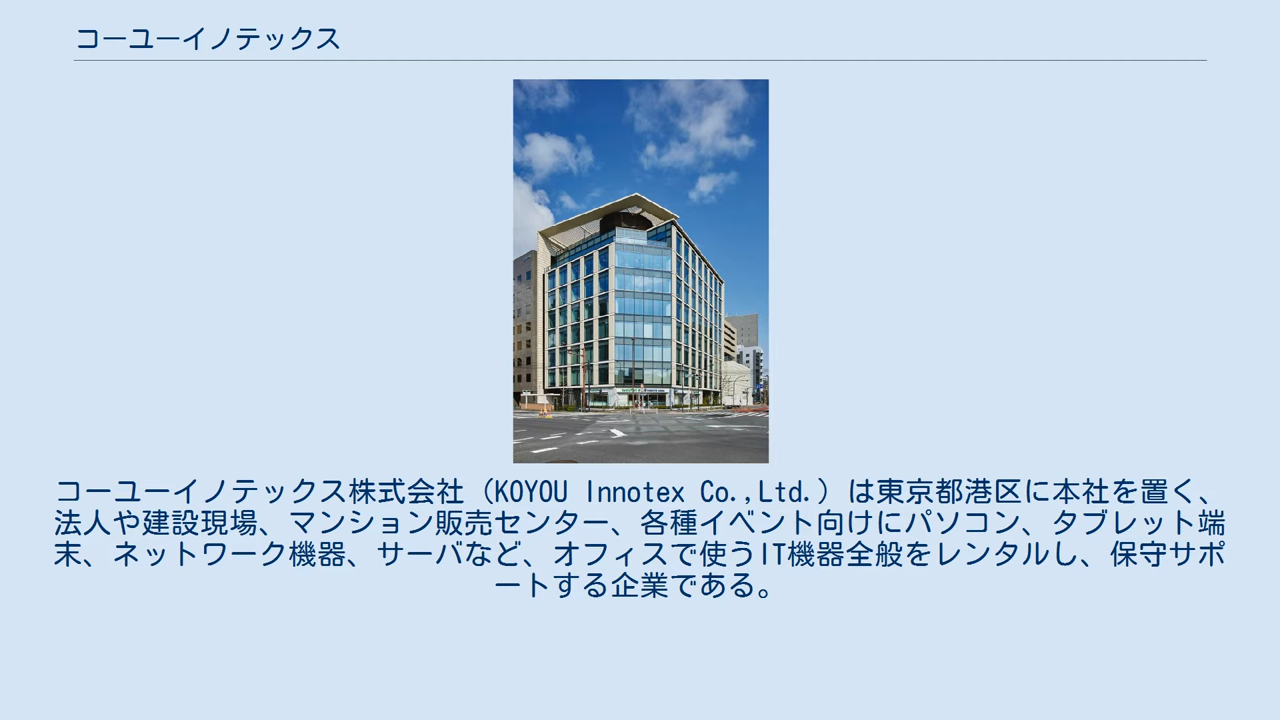 コーユーイノテックス
コーユーイノテックス株式会社（KOYOU Innotex Co.,Ltd.）は東京都港区に本社を置く、
法人や建設現場、マンション販売センター、各種イベント向けにパソコン、タブレット端
末、ネットワーク機器、サーバなど、オフィスで使うIT機器全般をレンタルし、保守サポ
ートする企業である。